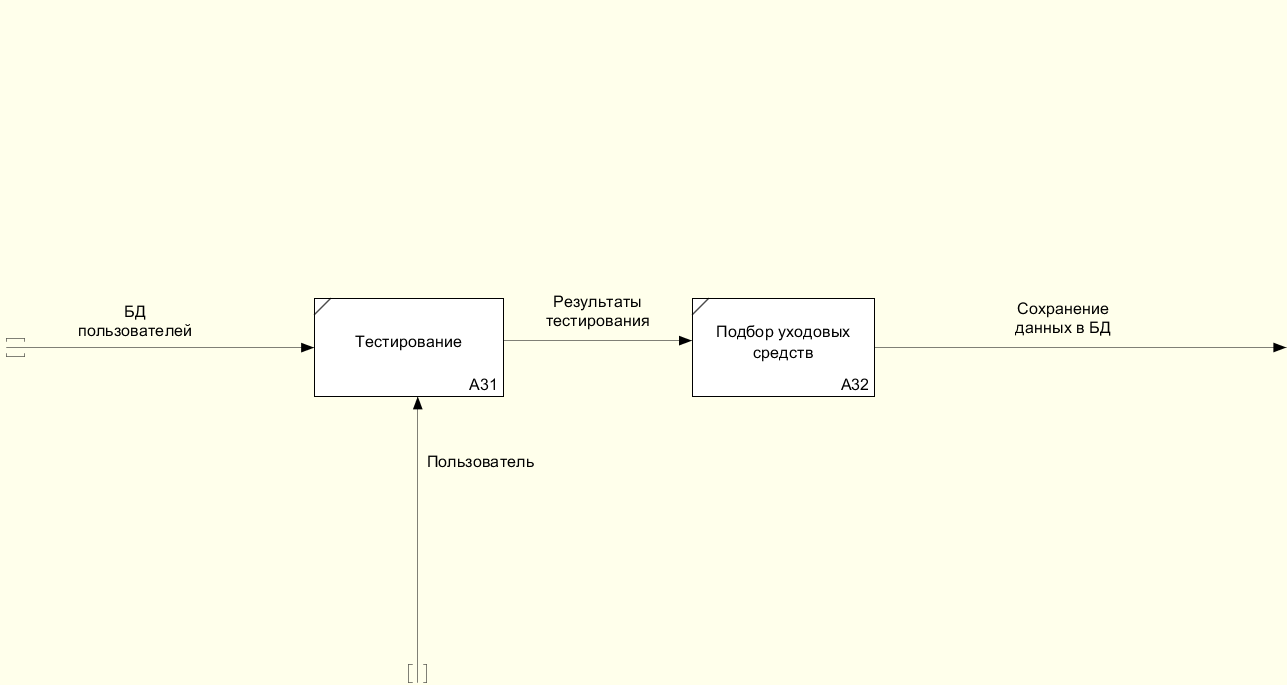 БД
пользователей
Тестирование
A31
Результаты
тестирования
Подбор уходовых
средств
A32
Сохранение
данных в БД
Пользователь